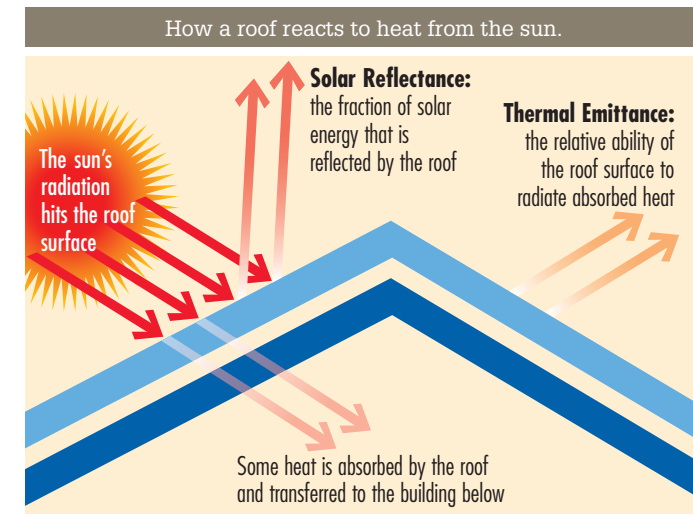 How a roof reacts to heat from the sun.
Solar Reflectance:
the fraction of solar
energy that is
reflected by the roof
Thermal Emittance:
the relative ability of
the roof surface to
radiate absorbed heat
The sun's
radiation
hits the roof
surface
Some heat is absorbed by the roof
and transferred to the building below